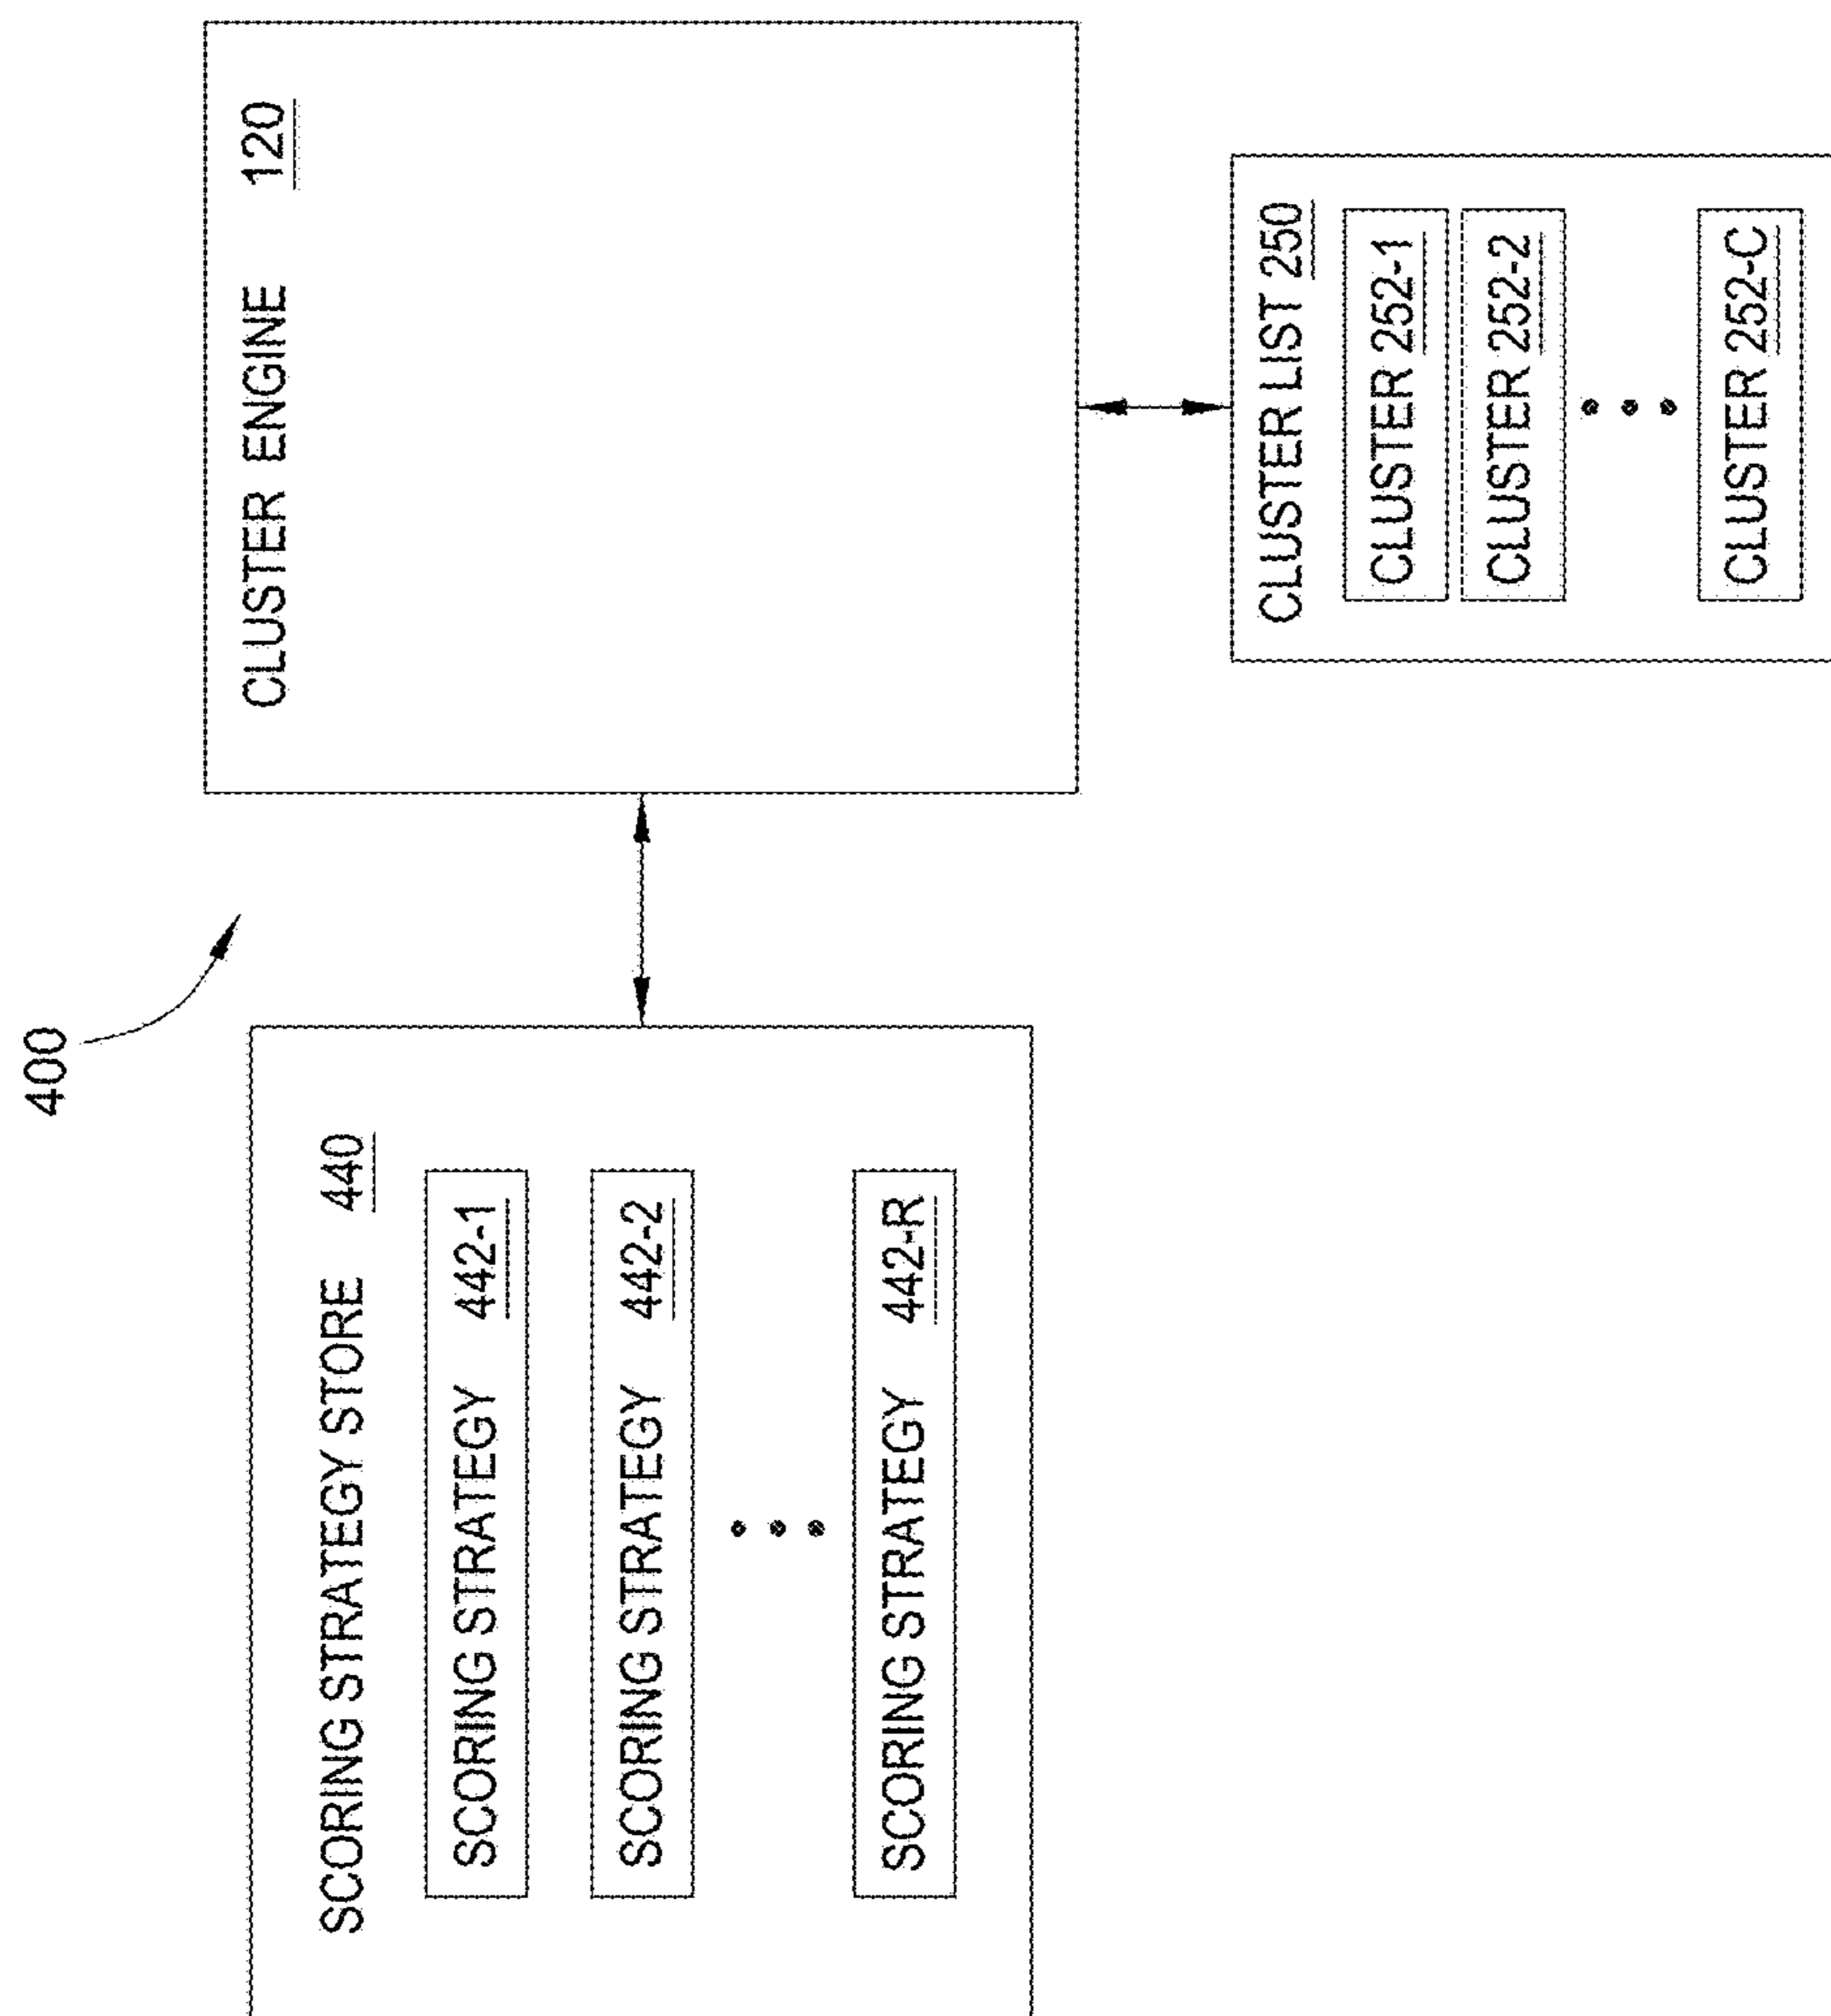 400
SCORING STRATEGY STORE 440
SCORING STRATEGY 442-1
SCORING STRATEGY 442-2
SCORING STRATEGY 442-R
CLUSTER ENGINE 120
CLUSTER LIST 250
CLUSTER 252-1
CLUSTER 252-2
CLUSTER 252-C